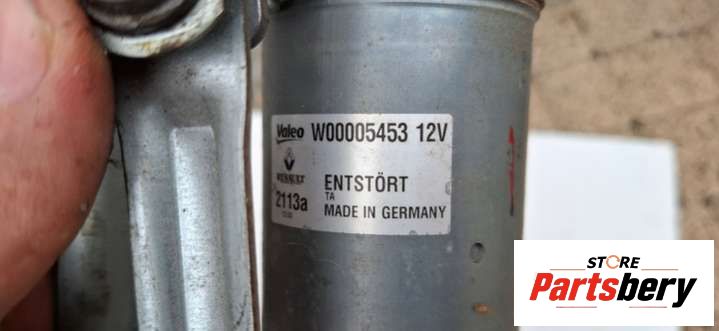 Valeo W00005453 12V
RENAULT ENTSTÖRT
TA
2113a MADE IN GERMANY
STORE
Partsbery